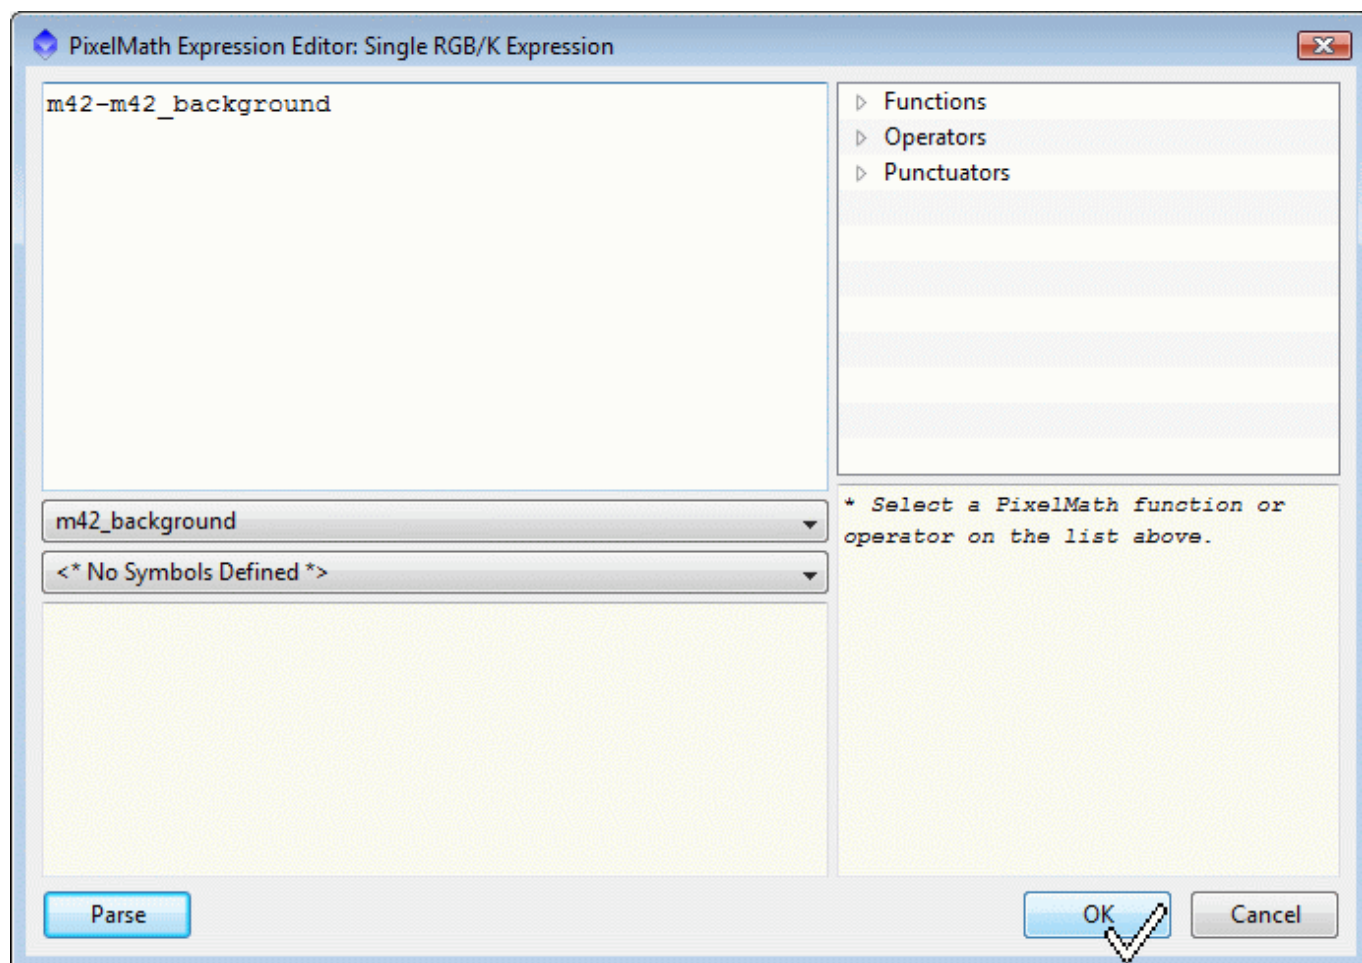 PixelMath Expression Editor: Single RGB/K Expression
m42-m42_background
Functions
Operators
Punctuators
m42_background
<* No Symbols Defined *>
* Select a PixelMath function or
operator on the list above.
Parse
OK
Cancel